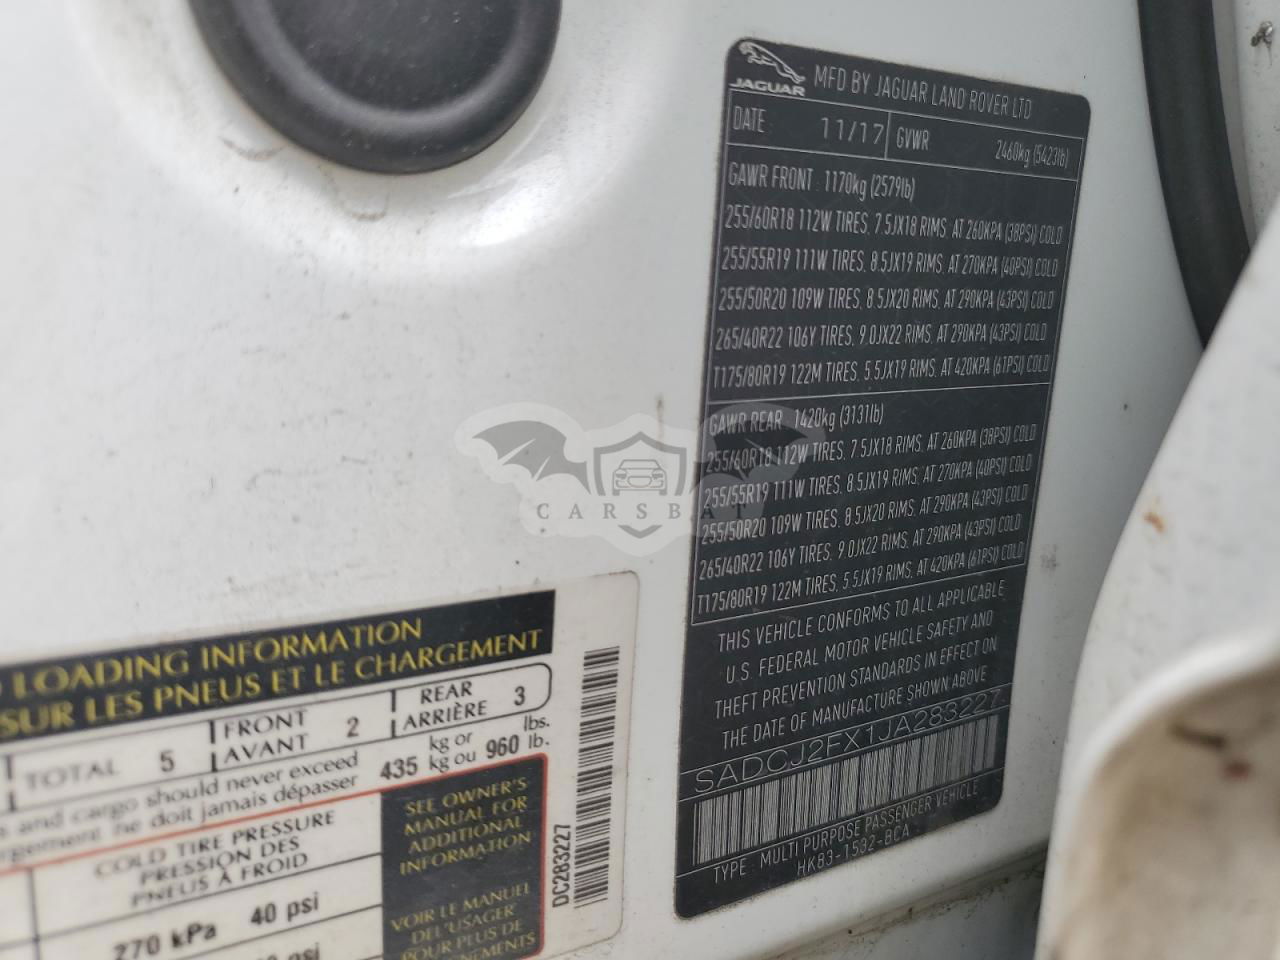 JAGUAR
MFD BY JAGUAR LAND ROVER LTD
DATE : 11/17 GVWR 2460kg (5423lb)
GAWR FRONT : 1170kg (2579lb)
255/60R18 112W TIRES, 7.5JX18 RIMS, AT 260KPA (38PSI) COLD
255/55R19 111W TIRES, 8.5JX19 RIMS, AT 270KPA (40PSI) COLD
255/50R20 109W TIRES, 8.5JX20 RIMS, AT 290KPA (43PSI) COLD
265/40R22 106Y TIRES, 9.0JX22 RIMS, AT 290KPA (43PSI) COLD
T175/80R19 122M TIRES, 5.5JX19 RIMS, AT 420KPA (61PSI) COLD
GAWR REAR : 1420kg (3131lb)
255/60R18 112W TIRES, 7.5JX18 RIMS, AT 260KPA (38PSI) COLD
255/55R19 111W TIRES, 8.5JX19 RIMS, AT 270KPA (40PSI) COLD
255/50R20 109W TIRES, 8.5JX20 RIMS, AT 290KPA (43PSI) COLD
265/40R22 106Y TIRES, 9.0JX22 RIMS, AT 290KPA (43PSI) COLD
T175/80R19 122M TIRES, 5.5JX19 RIMS, AT 420KPA (61PSI) COLD
THIS VEHICLE CONFORMS TO ALL APPLICABLE
U.S. FEDERAL MOTOR VEHICLE SAFETY AND
THEFT PREVENTION STANDARDS IN EFFECT ON
THE DATE OF MANUFACTURE SHOWN ABOVE
SADCJ2FX1JA283227
TYPE : MULTI PURPOSE PASSENGER VEHICLE
HK83-1532-BCA
CARSBAT
LOADING INFORMATION
SUR LES PNEUS ET LE CHARGEMENT
TOTAL 5 FRONT AVANT 2 REAR ARRIÈRE 3
and cargo should never exceed 435 kg or 960 lbs.
ne doit jamais dépasser kg ou lb.
COLD TIRE PRESSURE
PRESSION DES
PNEUS À FROID
270 kPa 40 psi
psi
SEE OWNER'S
MANUAL FOR
ADDITIONAL
INFORMATION
VOIR LE MANUEL
DE L'USAGER
POUR PLUS DE
DC283227